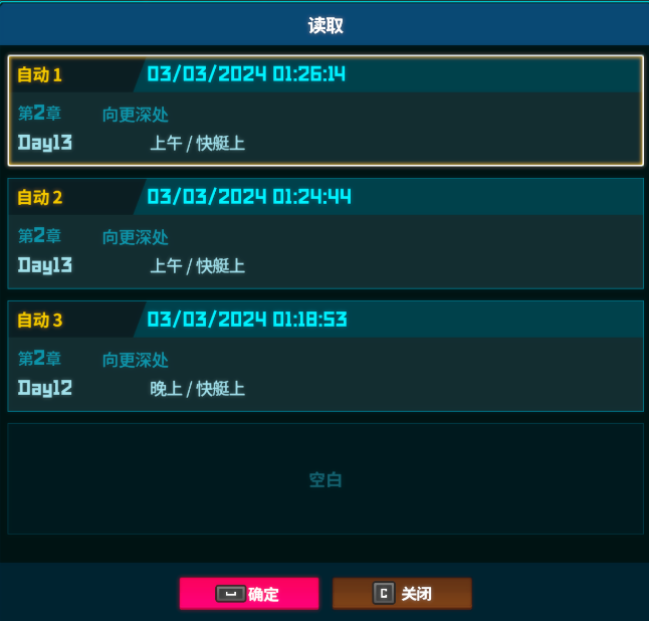 读取
自动 1 03/03/2024 01:26:14
第2章 向更深处
Day13 上午 / 快艇上
自动 2 03/03/2024 01:24:44
第2章 向更深处
Day13 上午 / 快艇上
自动 3 03/03/2024 01:18:53
第2章 向更深处
Day12 晚上 / 快艇上
空白
确定 C 关闭